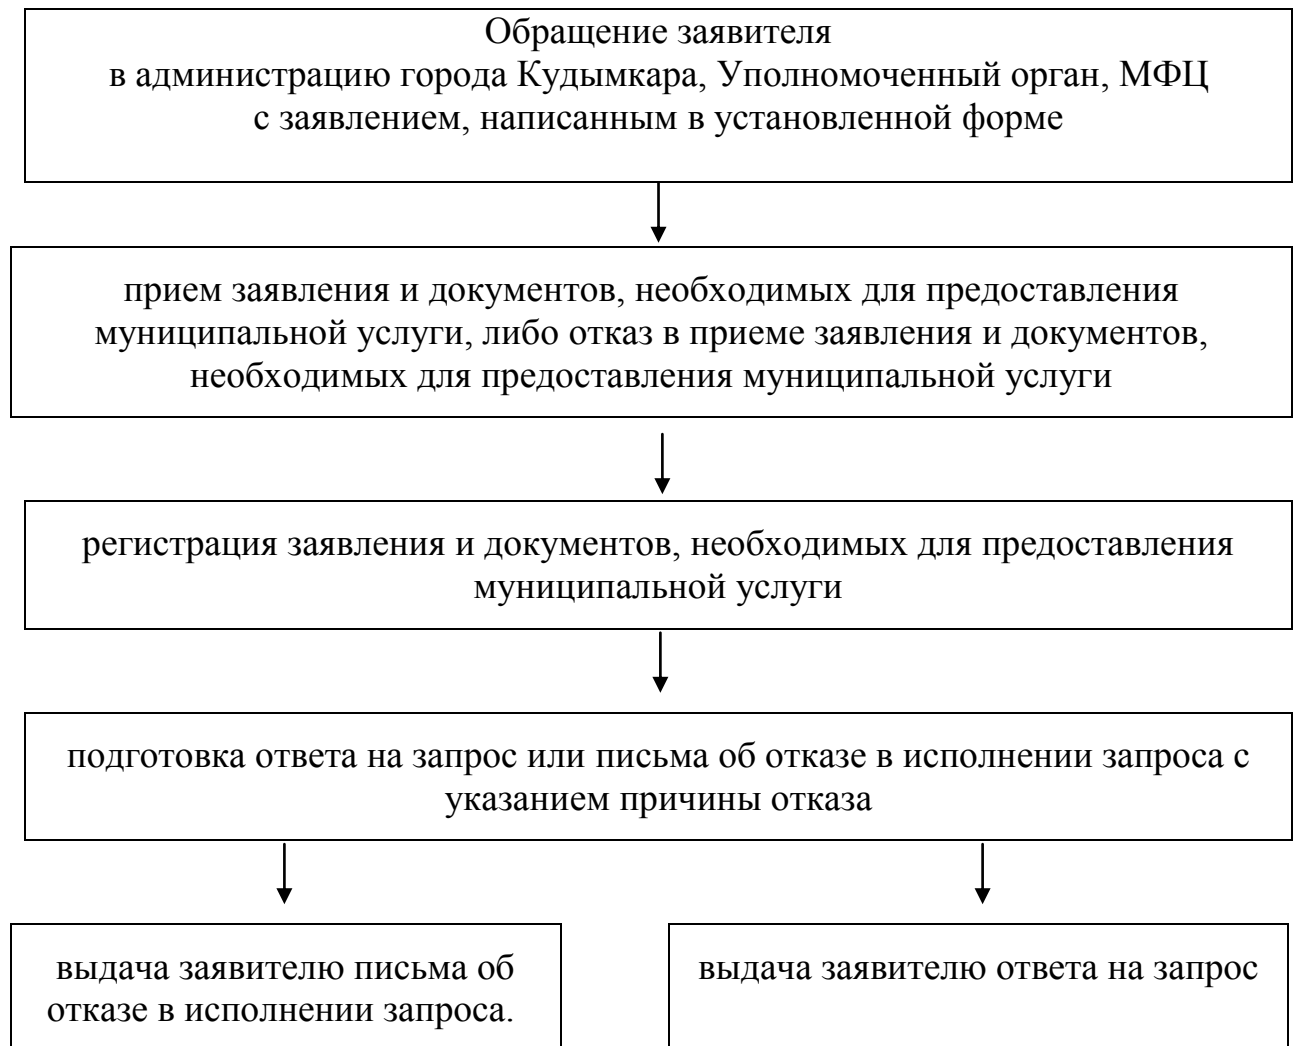 Обращение заявителя
в администрацию города Кудымкара, Уполномоченный орган, МФЦ
с заявлением, написанным в установленной форме
прием заявления и документов, необходимых для предоставления
муниципальной услуги, либо отказ в приеме заявления и документов,
необходимых для предоставления муниципальной услуги
регистрация заявления и документов, необходимых для предоставления
муниципальной услуги
подготовка ответа на запрос или письма об отказе в исполнении запроса с
указанием причины отказа
выдача заявителю письма об
отказе в исполнении запроса.
выдача заявителю ответа на запрос